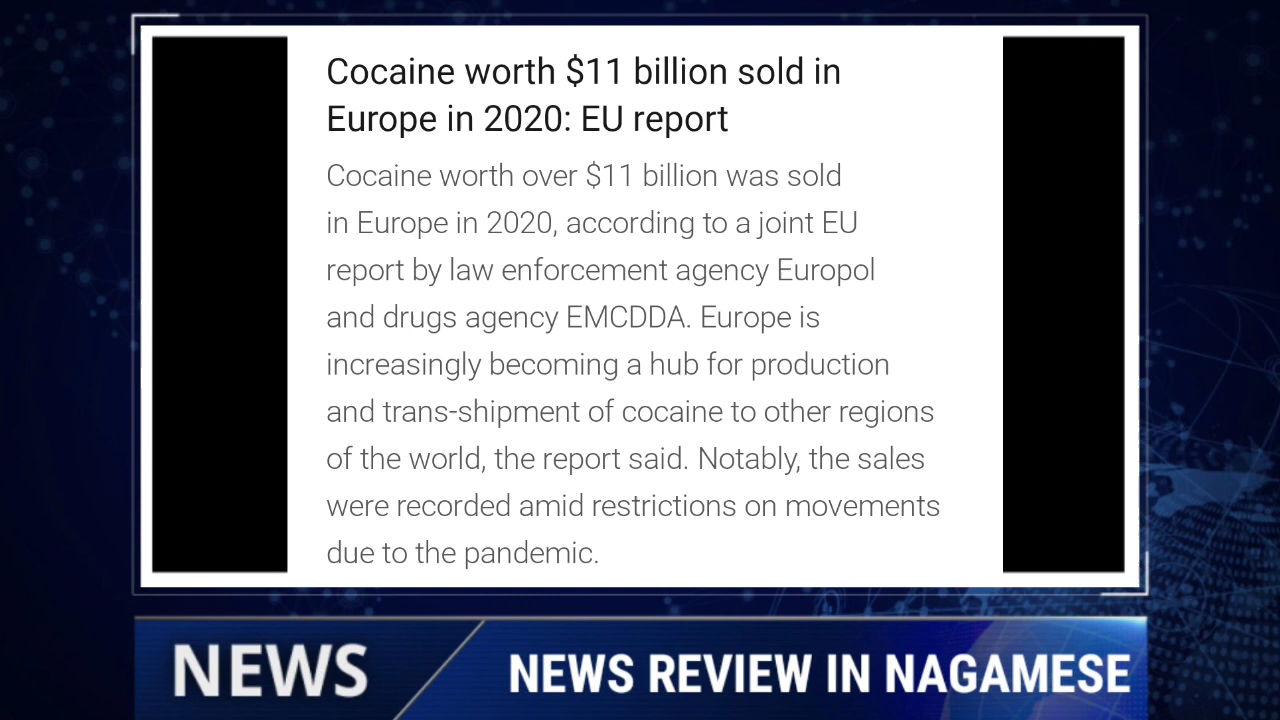 Cocaine worth $11 billion sold in
Europe in 2020: EU report
Cocaine worth over $11 billion was sold
in Europe in 2020, according to a joint EU
report by law enforcement agency Europol
and drugs agency EMCDDA. Europe is
increasingly becoming a hub for production
and trans-shipment of cocaine to other regions
of the world, the report said. Notably, the sales
were recorded amid restrictions on movements
due to the pandemic.
NEWS
NEWS REVIEW IN NAGAMESE